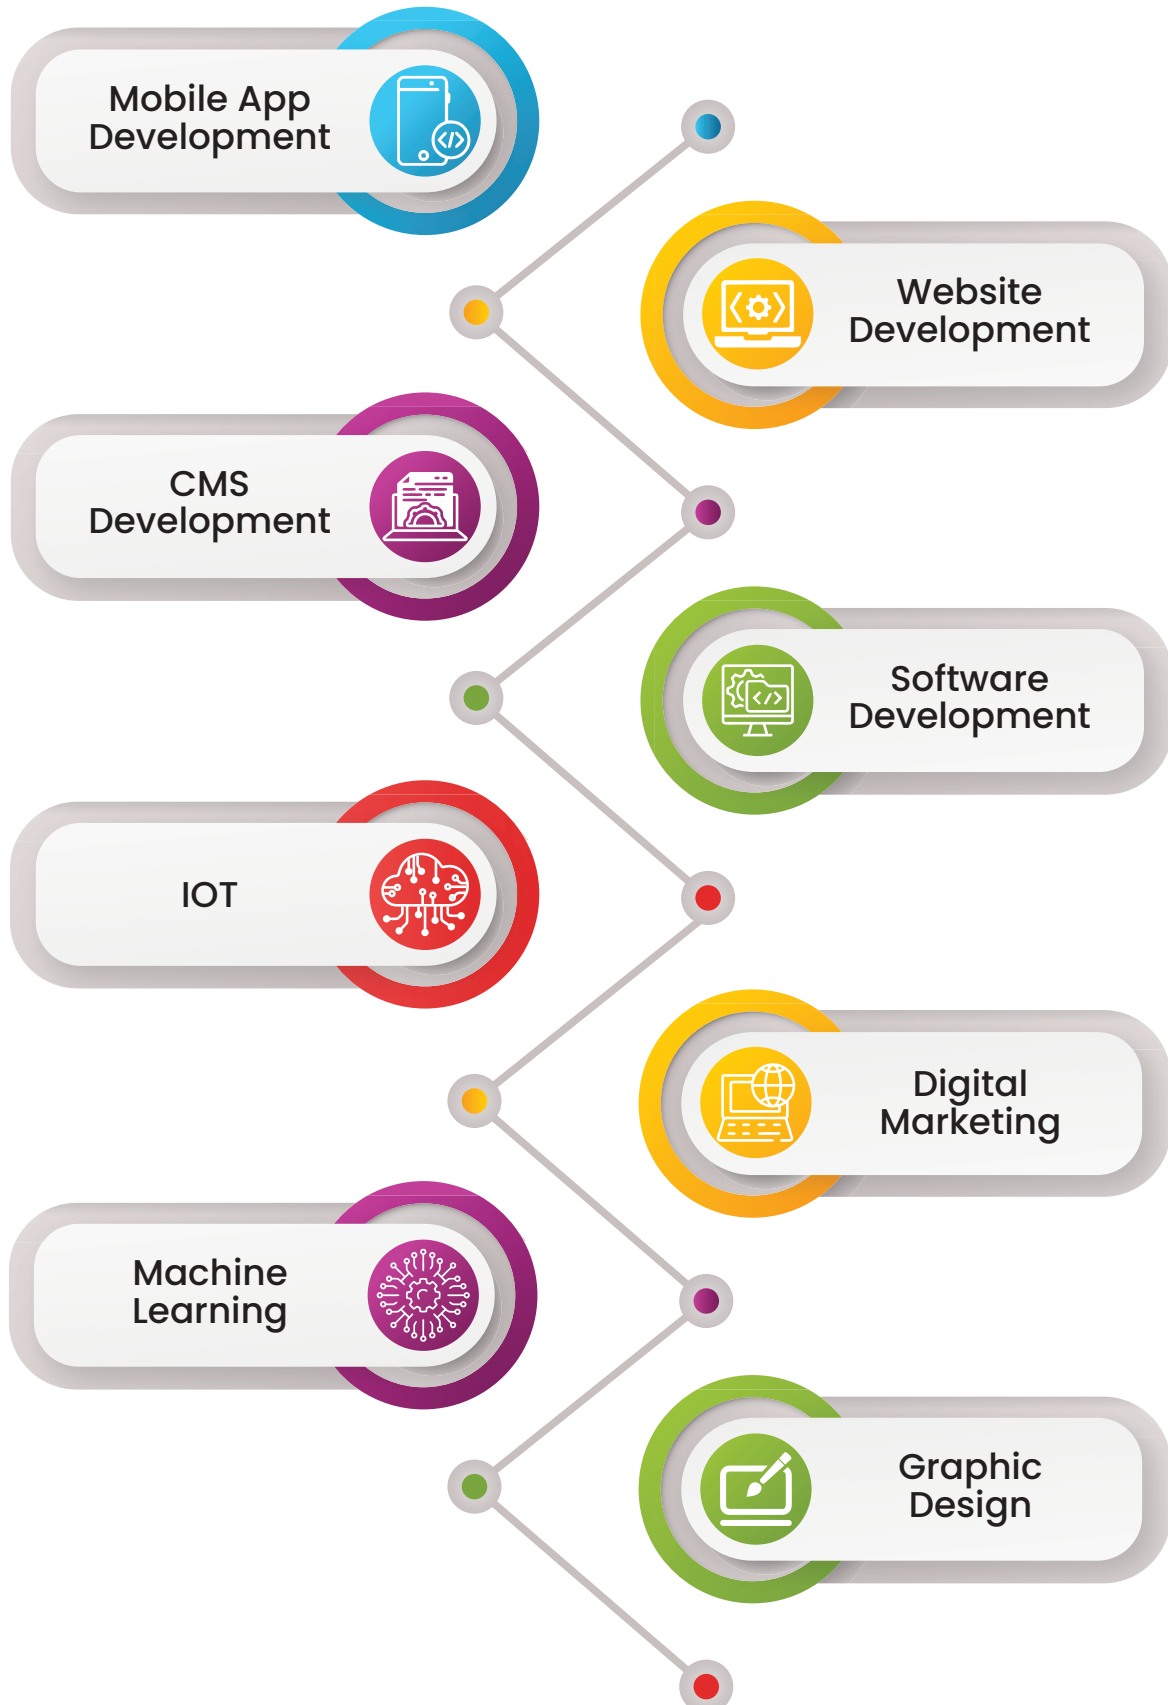 Mobile App
Development
Website
Development
CMS
Development
Software
Development
IOT
Digital
Marketing
Machine
Learning
Graphic
Design